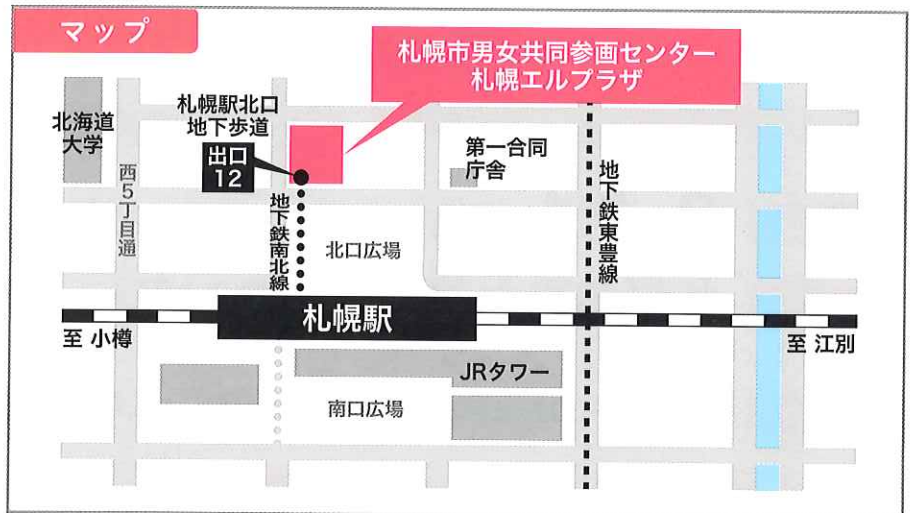 マップ
札幌市男女共同参画センター
札幌エルプラザ
札幌駅北口
地下歩道
北海道
大学
出口
12
第一合同
庁舎
西5丁目通
地下鉄南北線
地下鉄東豊線
北口広場
札幌駅
至 小樽
至 江別
JRタワー
南口広場